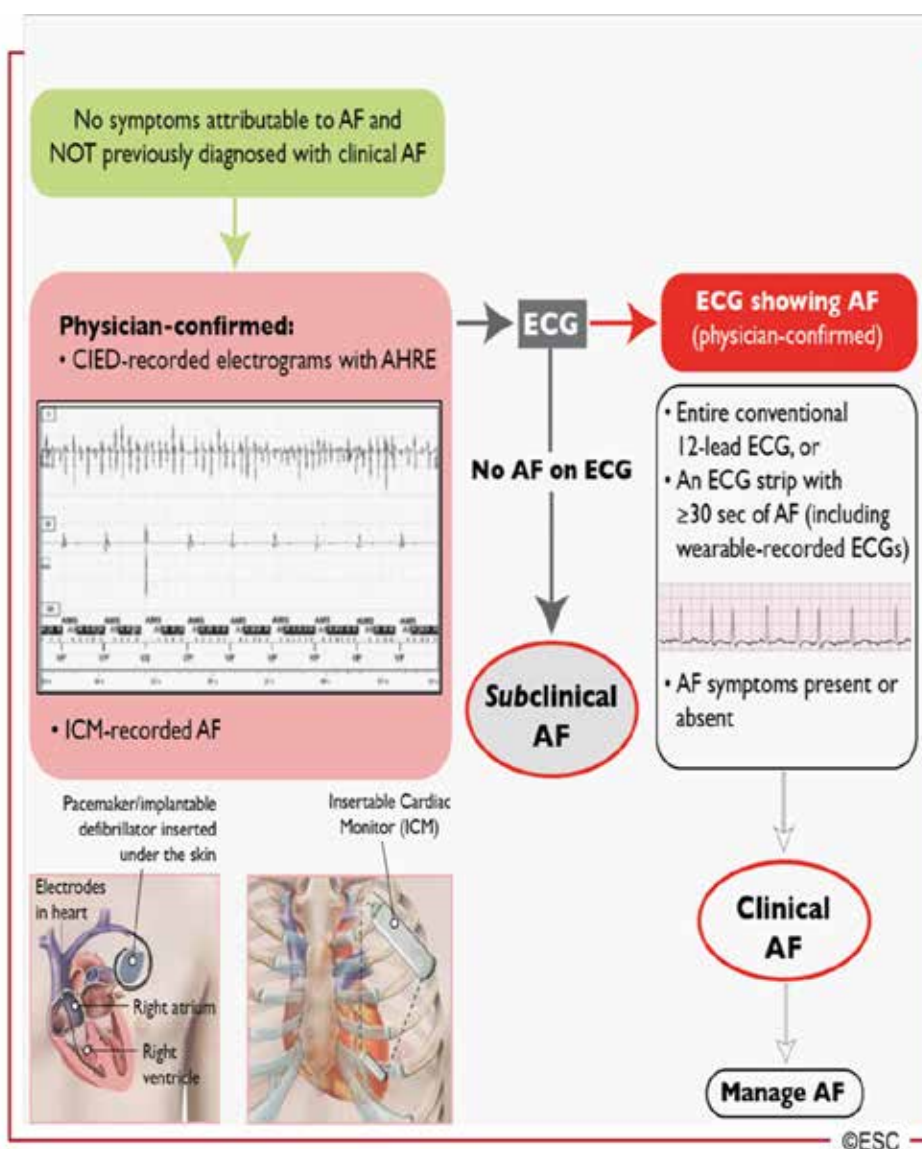 No symptoms attributable to AF and
NOT previously diagnosed with clinical AF
Physician-confirmed:
• CIED-recorded electrograms with AHRE
• ICM-recorded AF
ECG
No AF on ECG
Subclinical
AF
ECG showing AF
(physician-confirmed)
• Entire conventional
12-lead ECG, or
• An ECG strip with
≥30 sec of AF (including
wearable-recorded ECGs)
• AF symptoms present or
absent
Clinical
AF
Manage AF
Pacemaker/implantable
defibrillator inserted
under the skin
Electrodes
in heart
Right atrium
Right
ventricle
Insertable Cardiac
Monitor (ICM)
©ESC